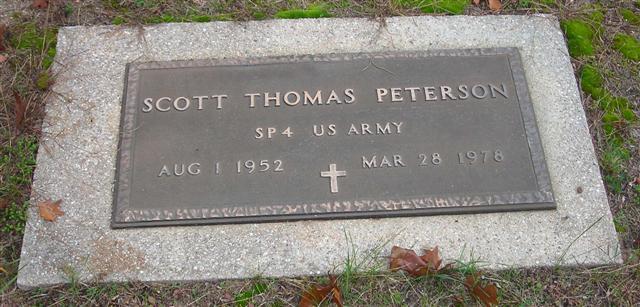 SCOTT THOMAS PETERSON
SP4 US ARMY
AUG 1 1952 MAR 28 1978